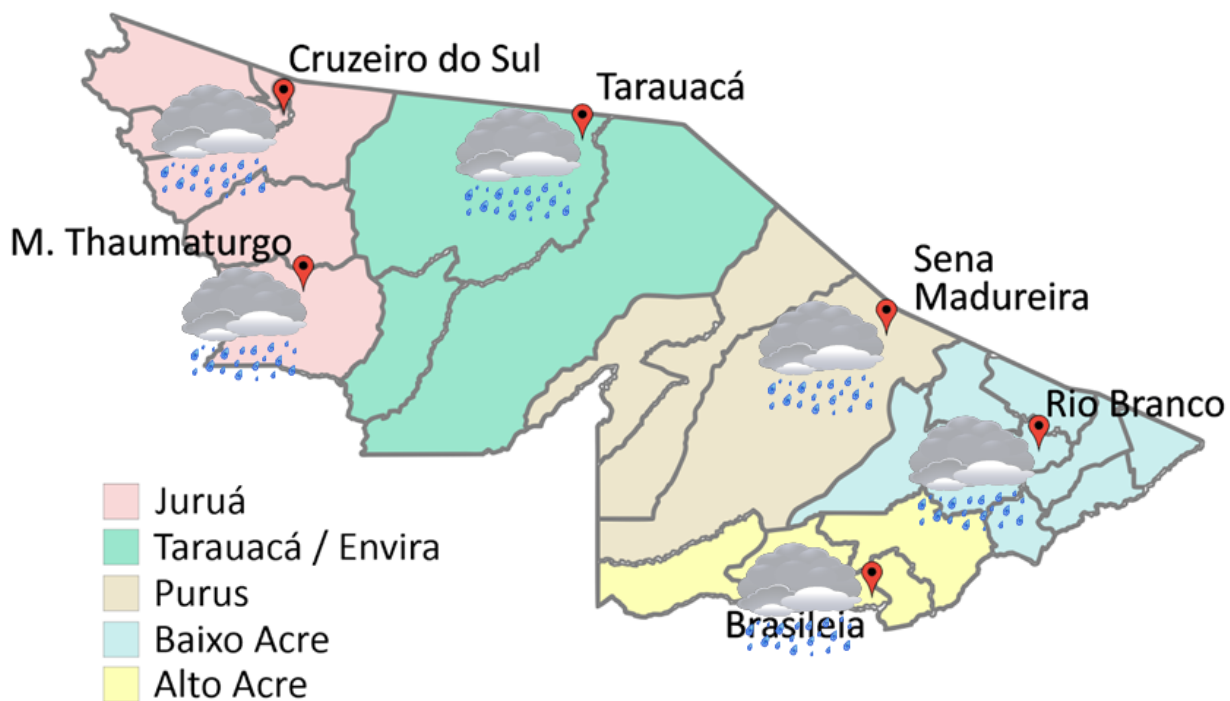 Cruzeiro do Sul
Tarauacá
M. Thaumaturgo
Sena
Madureira
Rio Branco
Brasileia
Juruá
Tarauacá / Envira
Purus
Baixo Acre
Alto Acre